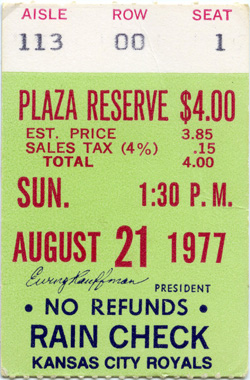 AISLE ROW SEAT
113 00 1
PLAZA RESERVE $4.00
EST. PRICE 3.85
SALES TAX (4%) .15
TOTAL 4.00
SUN. 1:30 P. M.
AUGUST 21 1977
Ewing Kauffman
PRESIDENT
• NO REFUNDS •
RAIN CHECK
KANSAS CITY ROYALS